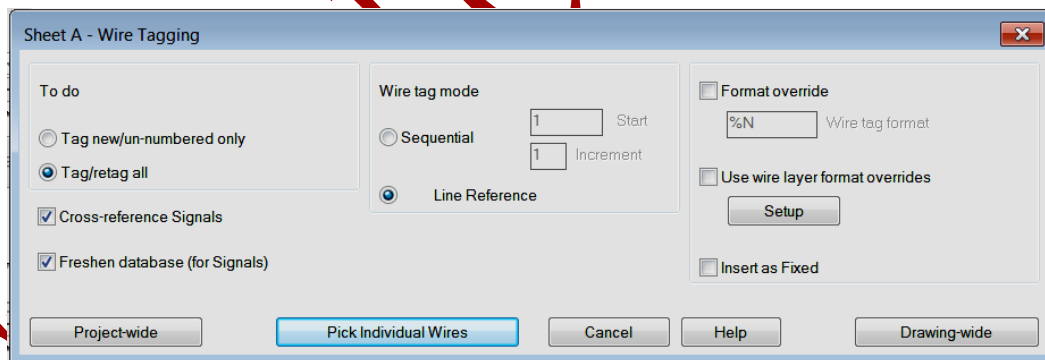 Sheet A - Wire Tagging
To do
Tag new/un-numbered only
Tag/retag all
Cross-reference Signals
Freshen database (for Signals)
Wire tag mode
Sequential
1 Start
1 Increment
Line Reference
Format override
%N Wire tag format
Use wire layer format overrides
Setup
Insert as Fixed
Project-wide Pick Individual Wires Cancel Help Drawing-wide